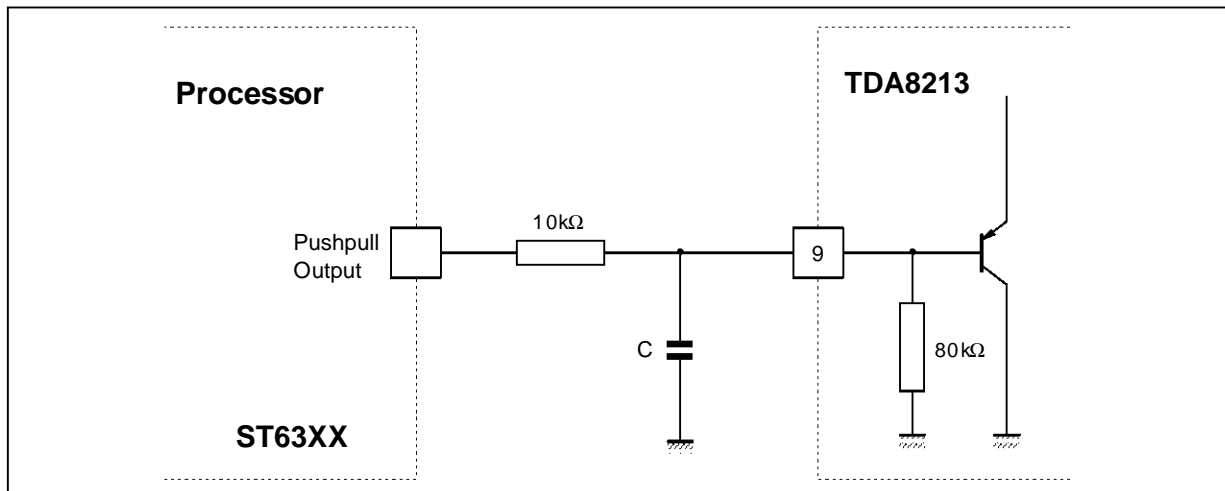 Processor
TDA8213
10kΩ
Pushpull
Output
9
C
80kΩ
ST63XX